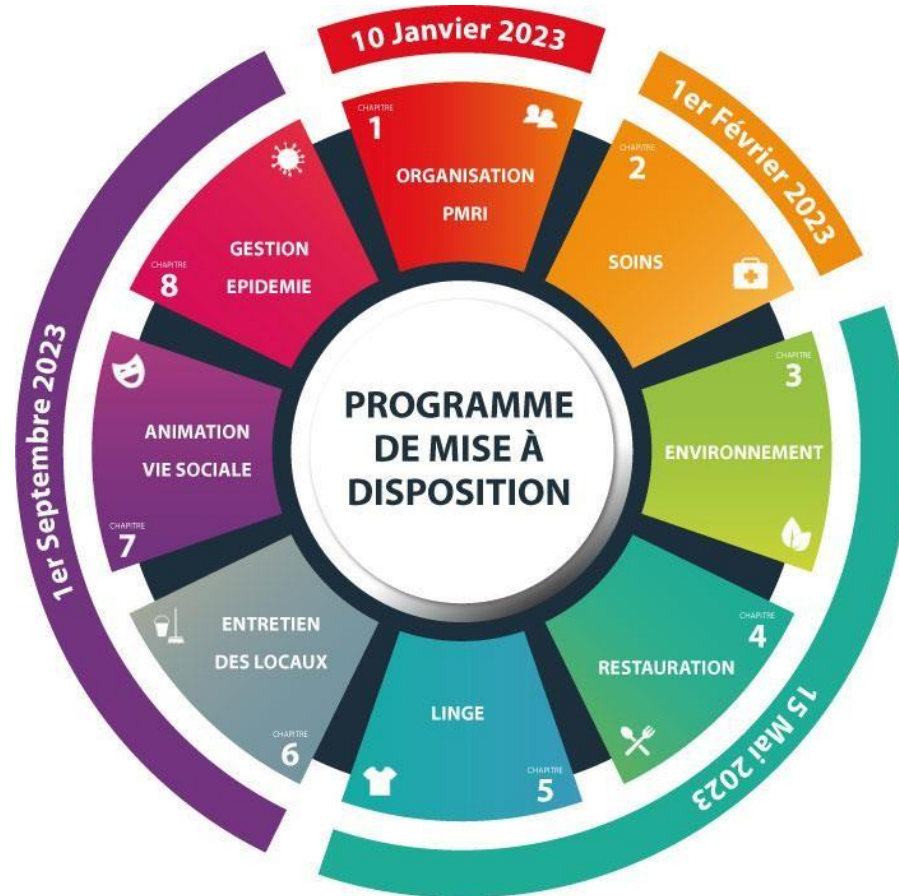 10 Janvier 2023
CHAPITRE
1
ORGANISATION
PMRI
1er Février 2023
CHAPITRE
2
SOINS
CHAPITRE
3
ENVIRONNEMENT
CHAPITRE
4
RESTAURATION
15 Mai 2023
LINGE
CHAPITRE
5
ENTRETIEN
DES LOCAUX
CHAPITRE
6
ANIMATION
VIE SOCIALE
CHAPITRE
7
GESTION
EPIDEMIE
CHAPITRE
8
1er Septembre 2023
PROGRAMME
DE MISE À
DISPOSITION